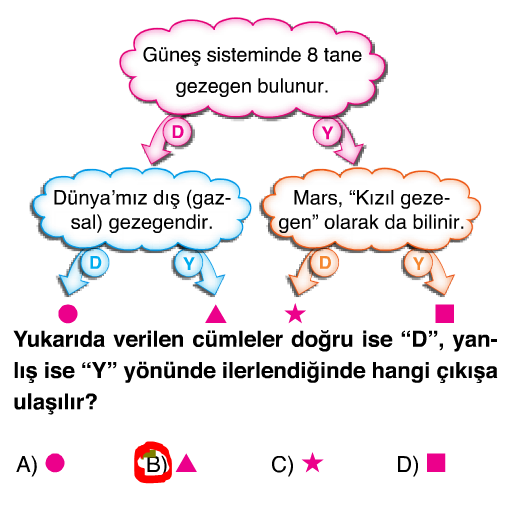 Güneş sisteminde 8 tane
gezegen bulunur.
D
Y
Dünya’mız dış (gaz-
sal) gezegendir.
Mars, “Kızıl geze-
gen” olarak da bilinir.
D
Y
D
Y
Yukarıda verilen cümleler doğru ise “D”, yan-
lış ise “Y” yönünde ilerlendiğinde hangi çıkışa
ulaşılır?
A)
B)
C)
D)